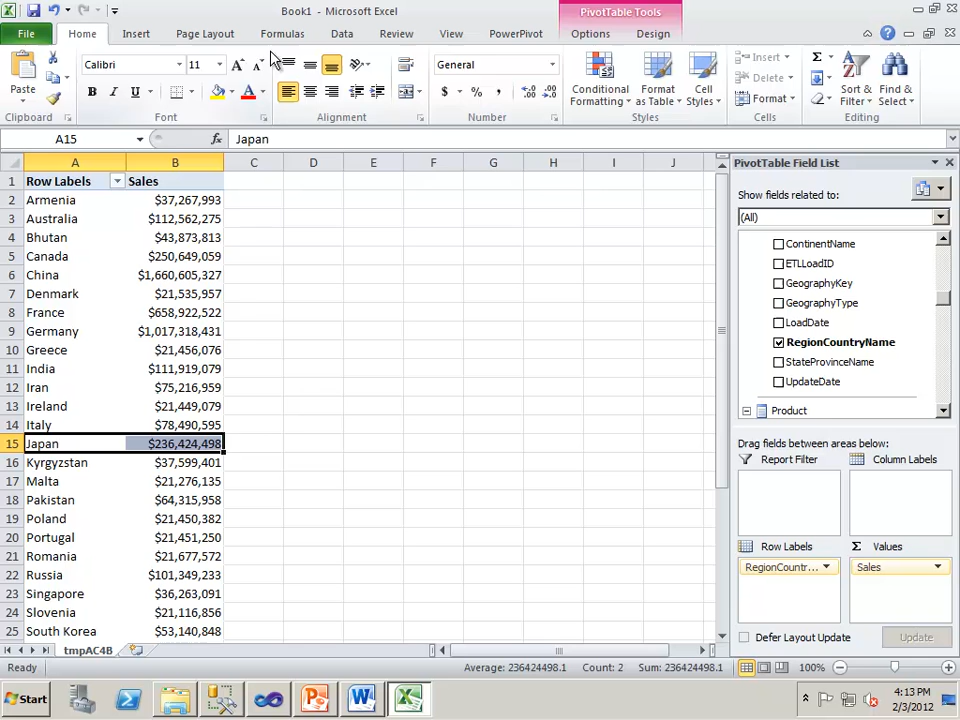 Book1 - Microsoft Excel
PivotTable Tools
File
Home
Insert
Page Layout
Formulas
Data
Review
View
PowerPivot
Options
Design
Paste
Calibri
11
B I U
General
$ % ,
Conditional Formatting
Format as Table
Cell Styles
Insert
Delete
Format
Sort & Filter
Find & Select
Clipboard
Font
Alignment
Number
Styles
Cells
Editing
A15
fx
Japan
A B C D E F G H I J
1 Row Labels Sales
2 Armenia $37,267,993
3 Australia $112,562,275
4 Bhutan $43,873,813
5 Canada $250,649,059
6 China $1,660,605,327
7 Denmark $21,535,957
8 France $658,922,522
9 Germany $1,017,318,431
10 Greece $21,456,076
11 India $111,919,079
12 Iran $75,216,959
13 Ireland $21,449,079
14 Italy $78,490,595
15 Japan $236,424,498
16 Kyrgyzstan $37,599,401
17 Malta $21,276,135
18 Pakistan $64,315,958
19 Poland $21,450,382
20 Portugal $21,451,250
21 Romania $21,677,572
22 Russia $101,349,233
23 Singapore $36,263,091
24 Slovenia $21,116,856
25 South Korea $53,140,848
PivotTable Field List
Show fields related to:
(All)
ContinentName
ETLLoadID
GeographyKey
GeographyType
LoadDate
RegionCountryName
StateProvinceName
UpdateDate
Product
Drag fields between areas below:
Report Filter
Column Labels
Row Labels
Σ Values
RegionCountr...
Sales
Defer Layout Update
Update
tmpAC4B
Ready
Average: 236424498.1 Count: 2 Sum: 236424498.1
100%
Start
4:13 PM
2/3/2012